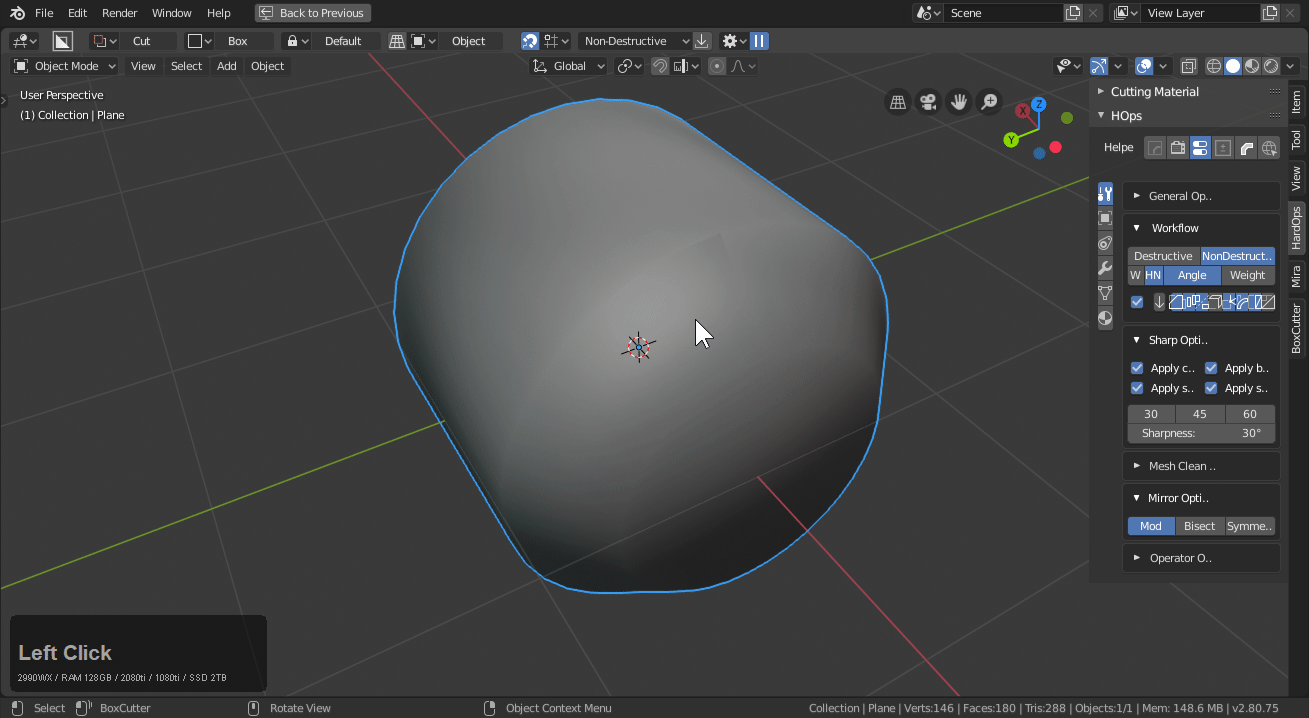 File Edit Render Window Help Back to Previous Scene View Layer
Cut Box Default Object Non-Destructive
Object Mode View Select Add Object Global
User Perspective
(1) Collection | Plane
Z
X
Y
Cutting Material
HOps
Helpe
General Op..
Workflow
Destructive NonDestruct..
W HN Angle Weight
Sharp Opti..
Apply c.. Apply b..
Apply s.. Apply s..
30 45 60
Sharpness: 30°
Mesh Clean ..
Mirror Opti..
Mod Bisect Symme..
Operator O..
Item
Tool
View
HardOps
Mira
BoxCutter
Left Click
2990WX / RAM 128GB / 2080ti / 1080ti / SSD 2TB
Select BoxCutter Rotate View Object Context Menu Collection | Plane | Verts:146 | Faces:180 | Tris:288 | Objects:1/1 | Mem: 148.6 MB | v2.80.75